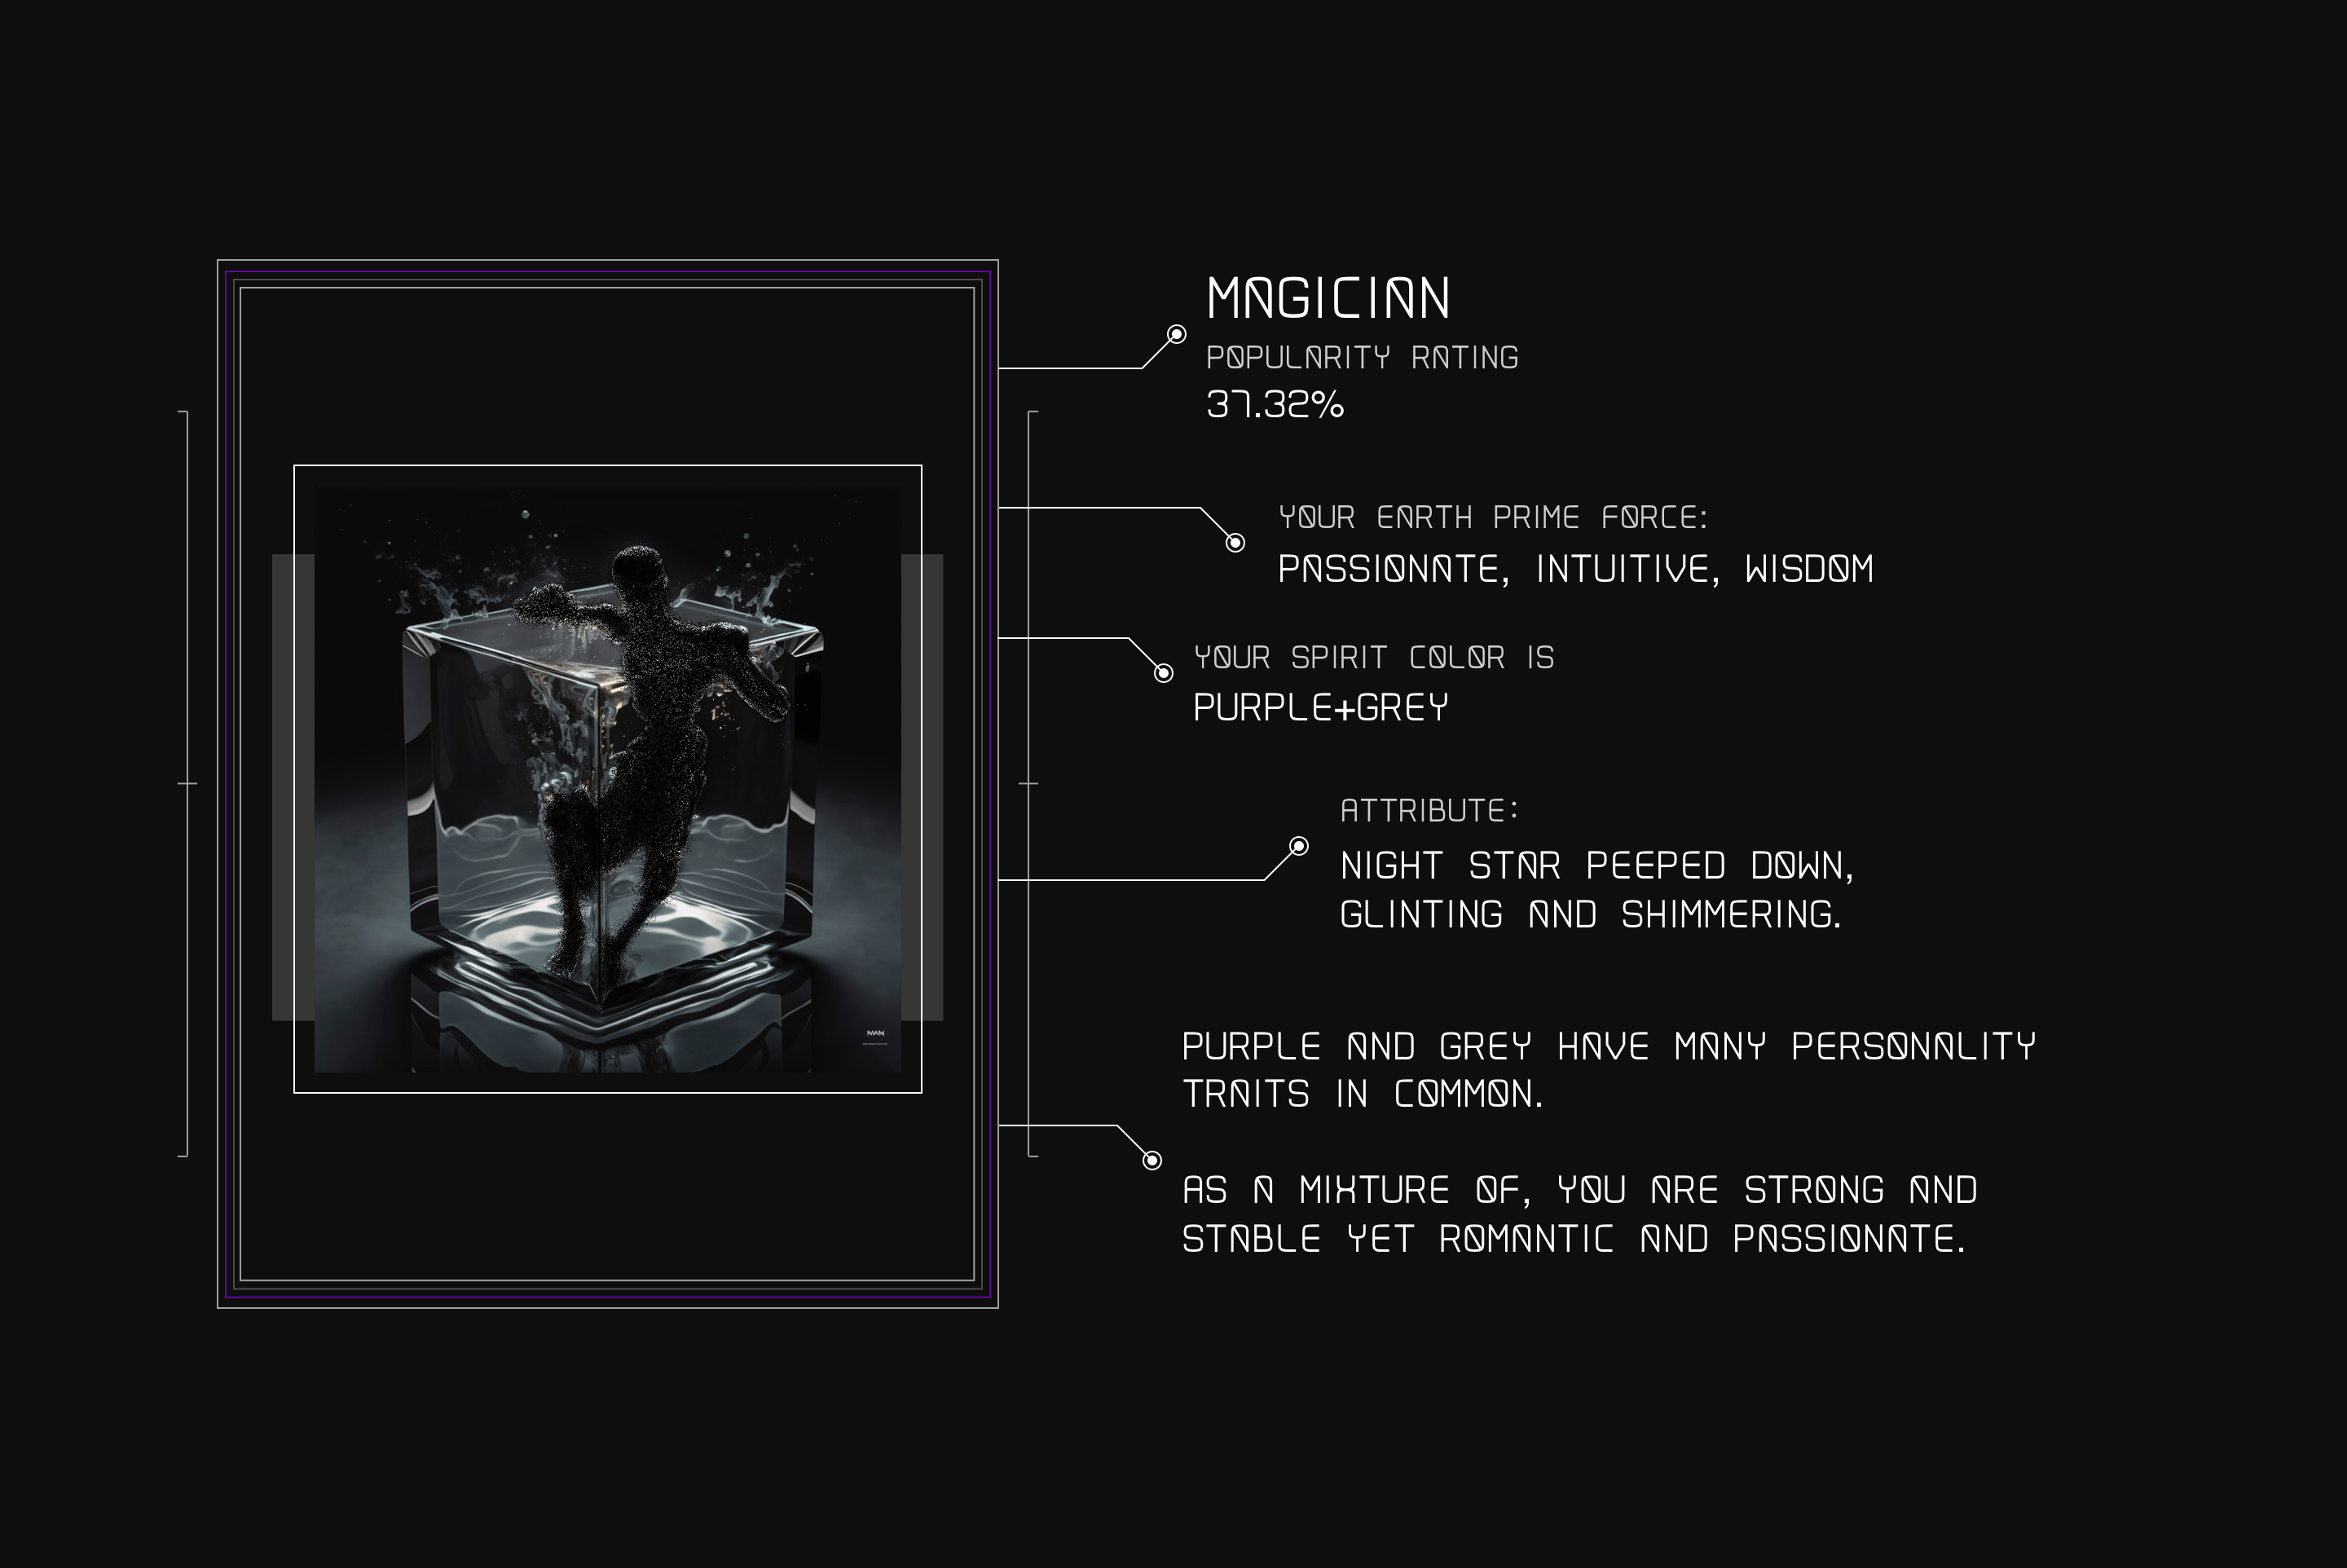 MAGICIAN
POPULARITY RATING
37.32%
YOUR EARTH PRIME FORCE:
PASSIONATE, INTUITIVE, WISDOM
YOUR SPIRIT COLOR IS
PURPLE+GREY
ATTRIBUTE:
NIGHT STAR PEEPED DOWN,
GLINTING AND SHIMMERING.
PURPLE AND GREY HAVE MANY PERSONALITY
TRAITS IN COMMON.
AS A MIXTURE OF, YOU ARE STRONG AND
STABLE YET ROMANTIC AND PASSIONATE.